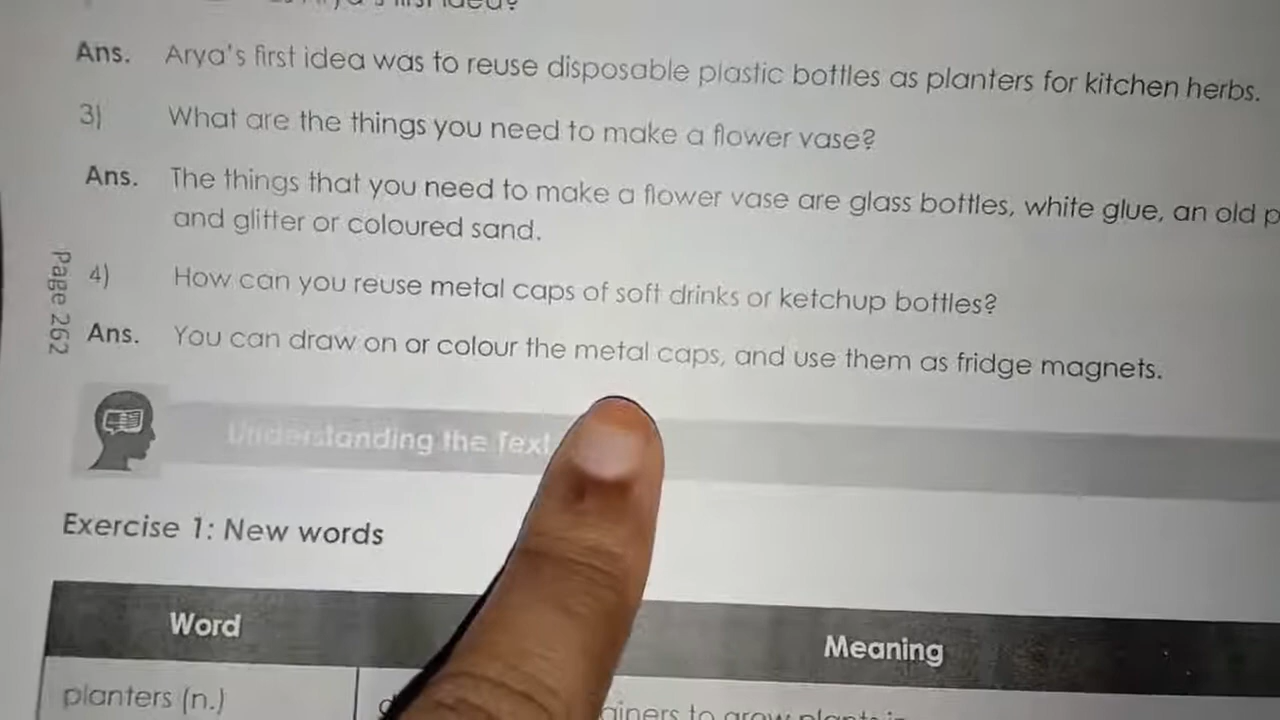 Ans. Arya's first idea was to reuse disposable plastic bottles as planters for kitchen herbs.
3) What are the things you need to make a flower vase?
Ans. The things that you need to make a flower vase are glass bottles, white glue, an old
and glitter or coloured sand.
4) How can you reuse metal caps of soft drinks or ketchup bottles?
Ans. You can draw on or colour the metal caps, and use them as fridge magnets.
Page 262
Understanding the Text
Exercise 1: New words
Word Meaning
planters (n.) to grow plants in